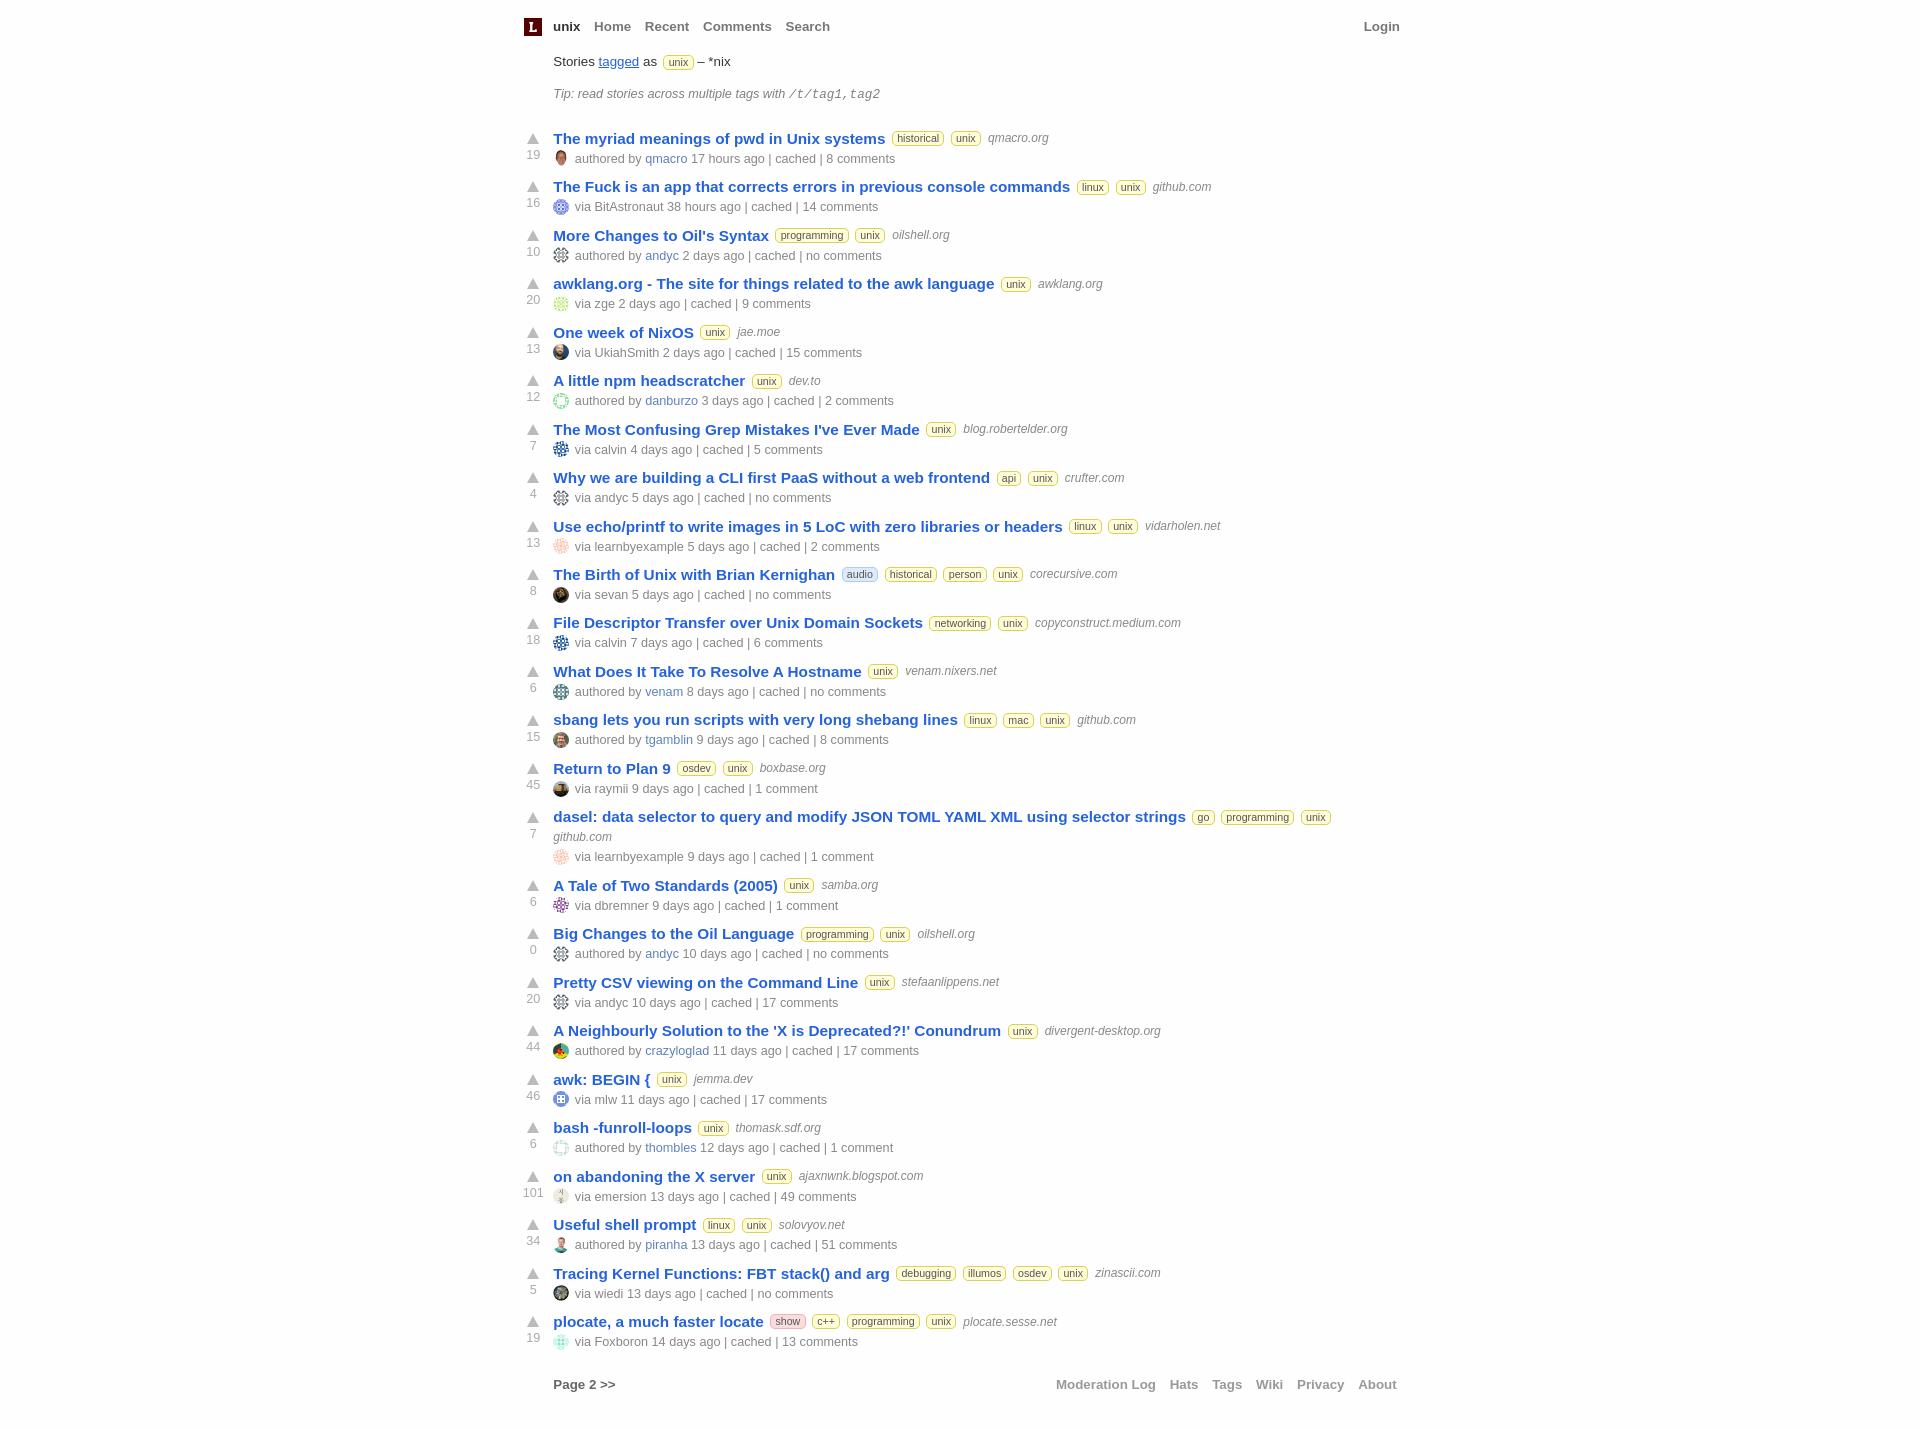 L unix Home Recent Comments Search Login
Stories tagged as unix – *nix
Tip: read stories across multiple tags with /t/tag1,tag2
The myriad meanings of pwd in Unix systems historical unix qmacro.org
19 authored by qmacro 17 hours ago | cached | 8 comments
The Fuck is an app that corrects errors in previous console commands linux unix github.com
16 via BitAstronaut 38 hours ago | cached | 14 comments
More Changes to Oil's Syntax programming unix oilshell.org
10 authored by andyc 2 days ago | cached | no comments
awklang.org - The site for things related to the awk language unix awklang.org
20 via zge 2 days ago | cached | 9 comments
One week of NixOS unix jae.moe
13 via UkiahSmith 2 days ago | cached | 15 comments
A little npm headscratcher unix dev.to
12 authored by danburzo 3 days ago | cached | 2 comments
The Most Confusing Grep Mistakes I've Ever Made unix blog.robertelder.org
7 via calvin 4 days ago | cached | 5 comments
Why we are building a CLI first PaaS without a web frontend api unix crufter.com
4 via andyc 5 days ago | cached | no comments
Use echo/printf to write images in 5 LoC with zero libraries or headers linux unix vidarholen.net
13 via learnbyexample 5 days ago | cached | 2 comments
The Birth of Unix with Brian Kernighan audio historical person unix corecursive.com
8 via sevan 5 days ago | cached | no comments
File Descriptor Transfer over Unix Domain Sockets networking unix copyconstruct.medium.com
18 via calvin 7 days ago | cached | 6 comments
What Does It Take To Resolve A Hostname unix venam.nixers.net
6 authored by venam 8 days ago | cached | no comments
sbang lets you run scripts with very long shebang lines linux mac unix github.com
15 authored by tgamblin 9 days ago | cached | 8 comments
Return to Plan 9 osdev unix boxbase.org
45 via raymii 9 days ago | cached | 1 comment
dasel: data selector to query and modify JSON TOML YAML XML using selector strings go programming unix
7 github.com
via learnbyexample 9 days ago | cached | 1 comment
A Tale of Two Standards (2005) unix samba.org
6 via dbremner 9 days ago | cached | 1 comment
Big Changes to the Oil Language programming unix oilshell.org
0 authored by andyc 10 days ago | cached | no comments
Pretty CSV viewing on the Command Line unix stefaanlippens.net
20 via andyc 10 days ago | cached | 17 comments
A Neighbourly Solution to the 'X is Deprecated?!' Conundrum unix divergent-desktop.org
44 authored by crazyloglad 11 days ago | cached | 17 comments
awk: BEGIN { unix jemma.dev
46 via mlw 11 days ago | cached | 17 comments
bash -funroll-loops unix thomask.sdf.org
6 authored by thombles 12 days ago | cached | 1 comment
on abandoning the X server unix ajaxnwnk.blogspot.com
101 via emersion 13 days ago | cached | 49 comments
Useful shell prompt linux unix solovyov.net
34 authored by piranha 13 days ago | cached | 51 comments
Tracing Kernel Functions: FBT stack() and arg debugging illumos osdev unix zinascii.com
5 via wiedi 13 days ago | cached | no comments
plocate, a much faster locate show c++ programming unix plocate.sesse.net
19 via Foxboron 14 days ago | cached | 13 comments
Page 2 >> Moderation Log Hats Tags Wiki Privacy About